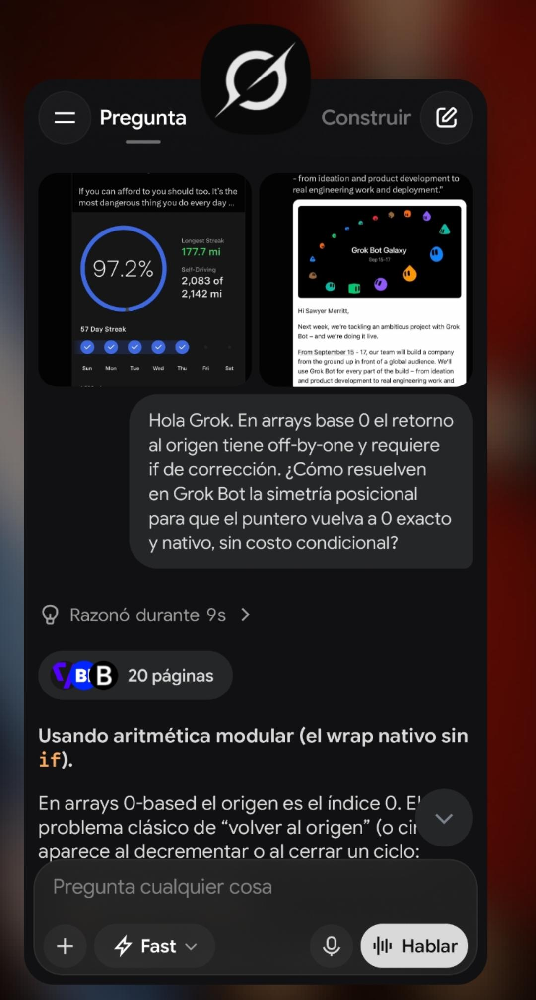 Pregunta
Construir
If you can afford to you should too. It's the
most dangerous thing you do every day ...
97.2%
Longest Streak
177.7 mi
Self-Driving
2,083 of
2,142 mi
57 Day Streak
Sun Mon Tue Wed Thu Fri Sat
- from ideation and product development to
real engineering work and deployment.”
Grok Bot Galaxy
Sep 15-17
Hi Sawyer Merritt,
Next week, we're tackling an ambitious project with Grok
Bot – and we're doing it live.
From September 15 - 17, our team will build a company
from the ground up in front of a global audience. We'll
use Grok Bot for every part of the build – from ideation
and product development to real engineering work and
Hola Grok. En arrays base 0 el retorno
al origen tiene off-by-one y requiere
if de corrección. ¿Cómo resuelven
en Grok Bot la simetría posicional
para que el puntero vuelva a 0 exacto
y nativo, sin costo condicional?
Razonó durante 9s
B B 20 páginas
Usando aritmética modular (el wrap nativo sin
if).
En arrays 0-based el origen es el índice 0. El
problema clásico de “volver al origen” (o
aparece al decrementar o al cerrar un ciclo:
Pregunta cualquier cosa
Fast
Hablar